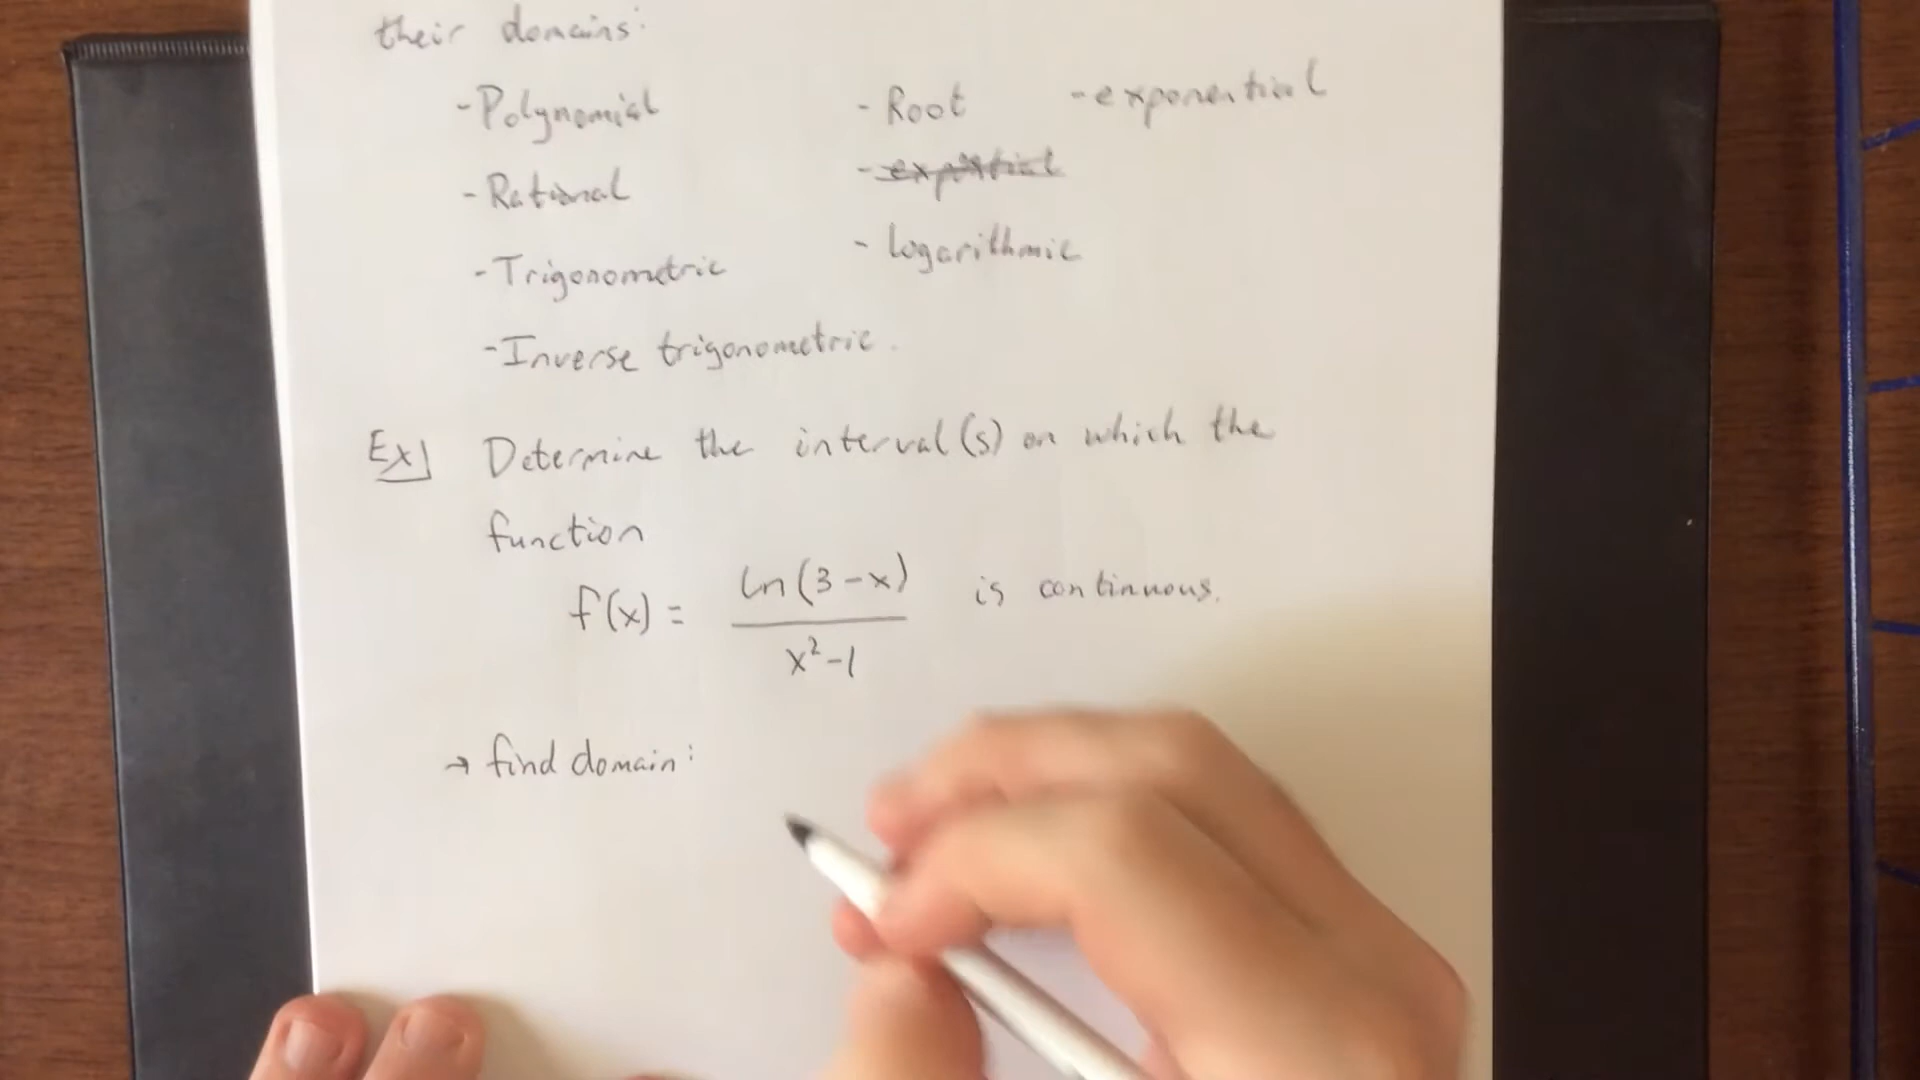 their domains:
-Polynomial - Root -exponential
-Rational
-Trigonometric - logarithmic
-Inverse trigonometric.
Ex] Determine the interval(s) on which the
function
f(x) = ln(3-x) / x²-1 is continuous.
→ find domain: